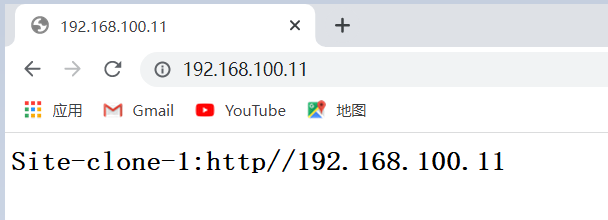 192.168.100.11
192.168.100.11
应用 Gmail YouTube 地图
Site-clone-1:http//192.168.100.11